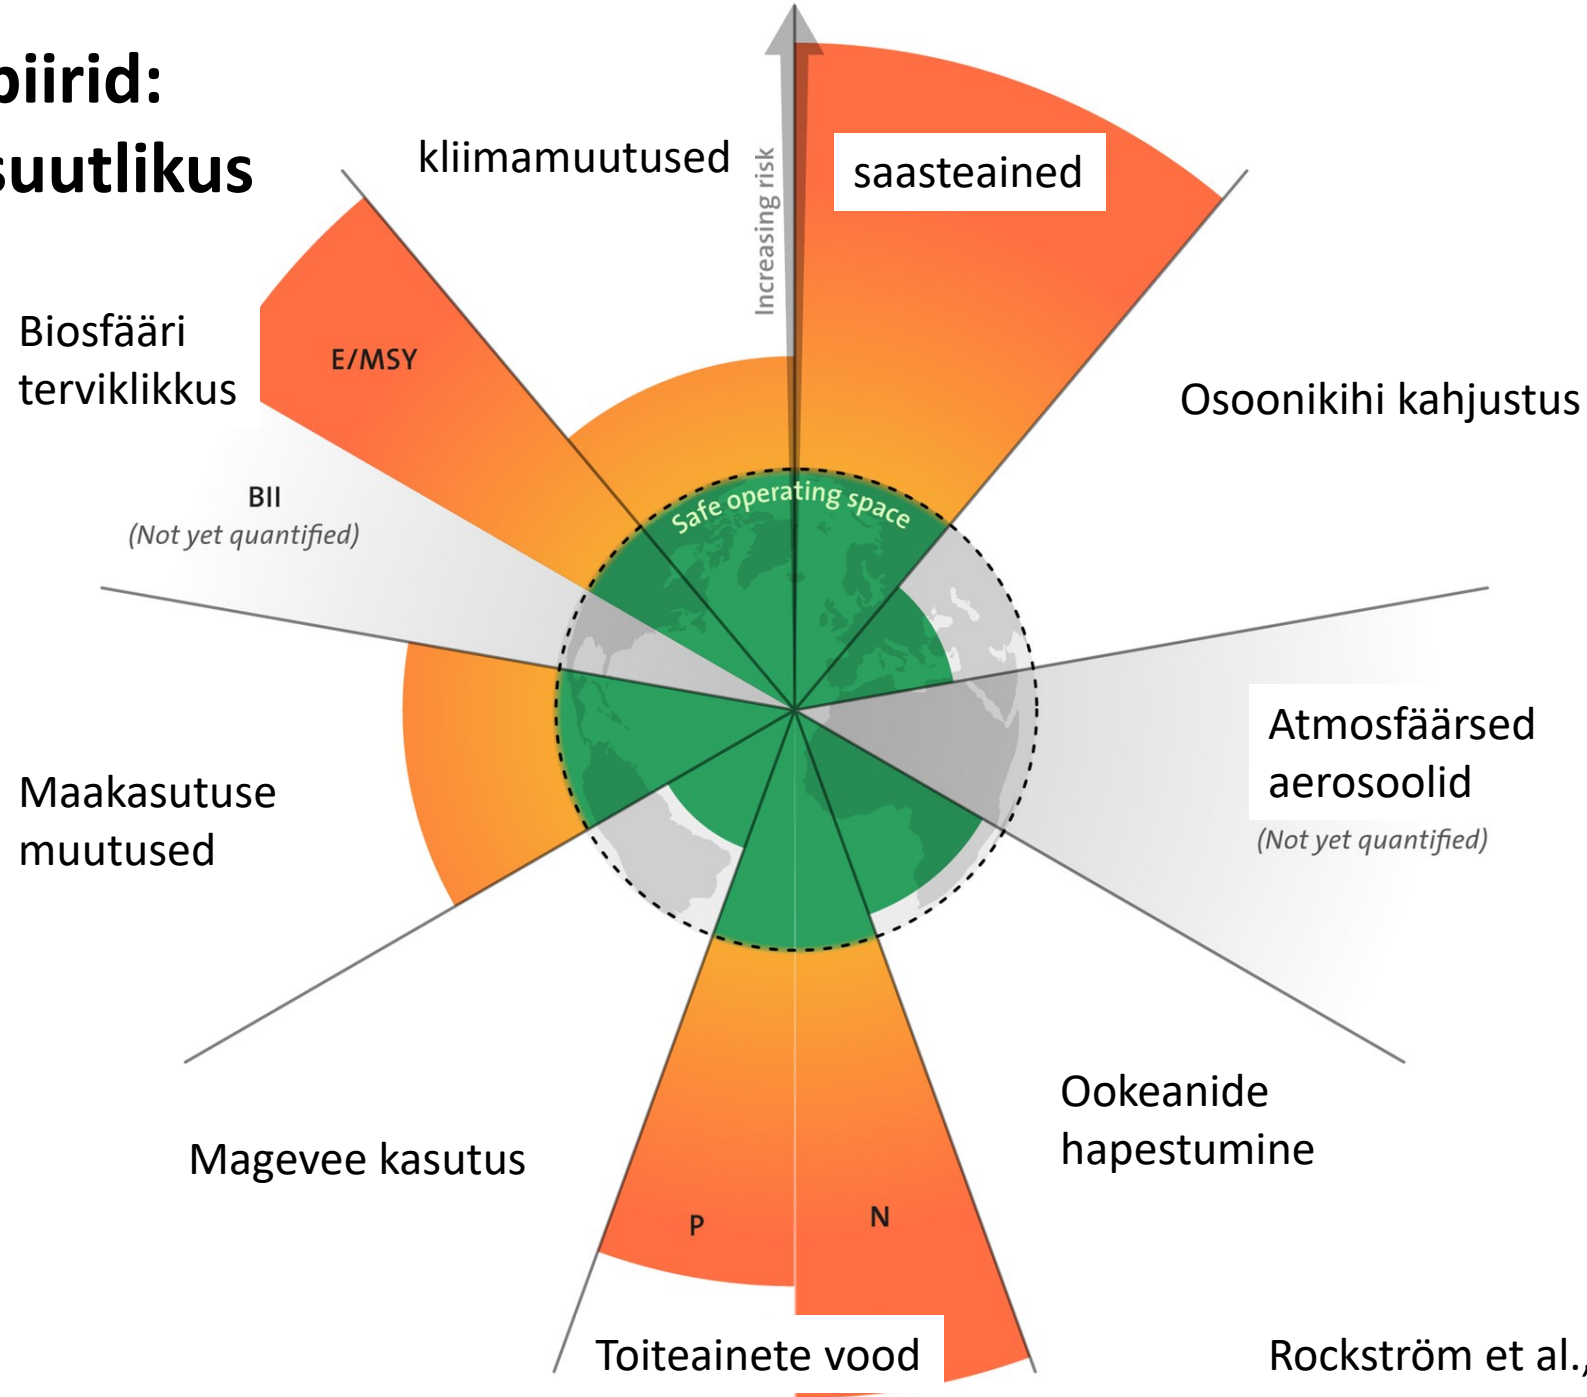 piirid:
suutlikus
kliimamuutused
Increasing risk
saasteained
Biosfääri
terviklikkus
E/MSY
Osoonikihi kahjustus
BII
(Not yet quantified)
Safe operating space
Atmosfäärsed
aerosoolid
(Not yet quantified)
Maakasutuse
muutused
Ookeanide
hapestumine
Magevee kasutus
P
N
Toiteainete vood
Rockström et al.,